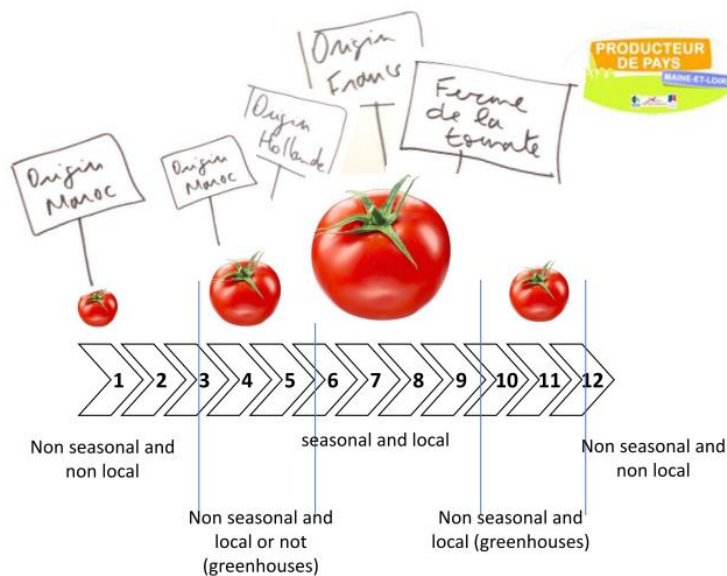 Origin
France
Ferme
de la
tomate
PRODUCTEUR
DE PAYS
MAINE-ET-LOIRE
Origin
Hollande
Origin
Maroc
Origin
Maroc
1 2 3 4 5 6 7 8 9 10 11 12
Non seasonal and
non local
seasonal and local
Non seasonal and
non local
Non seasonal and
local or not
(greenhouses)
Non seasonal and
local (greenhouses)